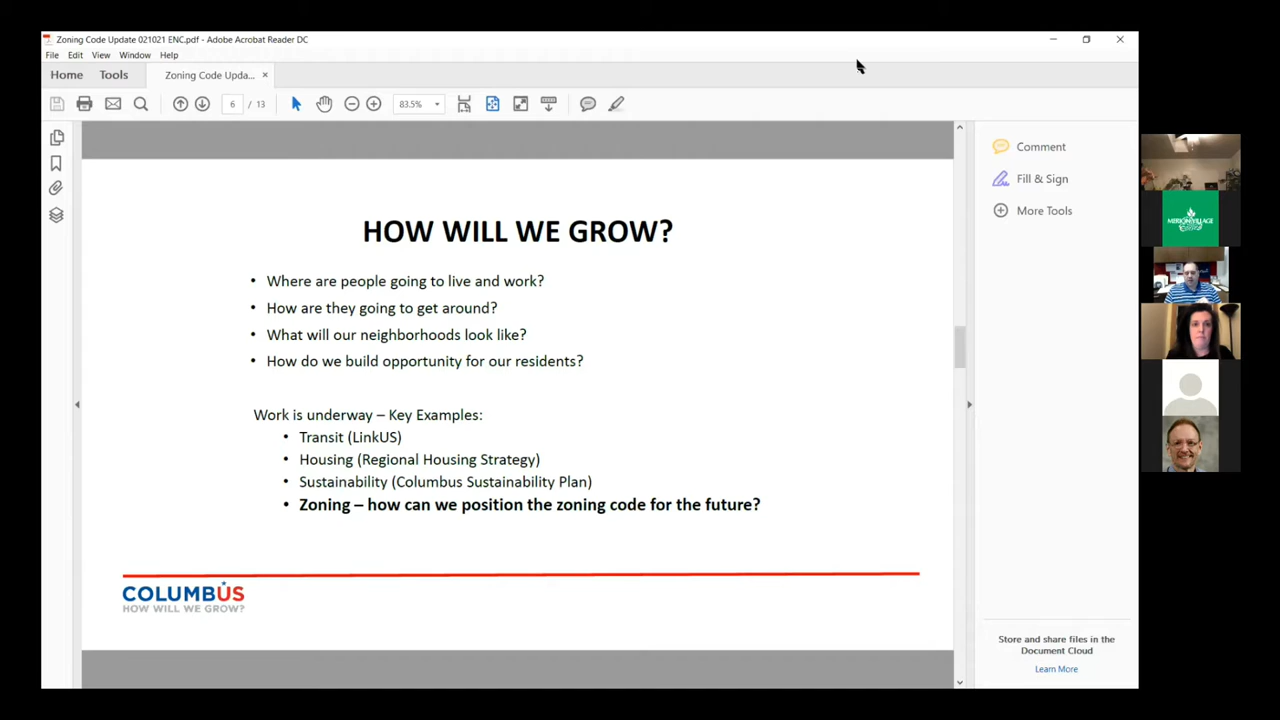 Zoning Code Update 021021 ENC.pdf - Adobe Acrobat Reader DC
File Edit View Window Help
Home Tools Zoning Code Upda... ×
6 / 13 83.5%
Comment
Fill & Sign
More Tools
HOW WILL WE GROW?
• Where are people going to live and work?
• How are they going to get around?
• What will our neighborhoods look like?
• How do we build opportunity for our residents?
Work is underway – Key Examples:
• Transit (LinkUS)
• Housing (Regional Housing Strategy)
• Sustainability (Columbus Sustainability Plan)
• Zoning – how can we position the zoning code for the future?
COLUMBUS
HOW WILL WE GROW?
Store and share files in the
Document Cloud
Learn More
MERION VILLAGE